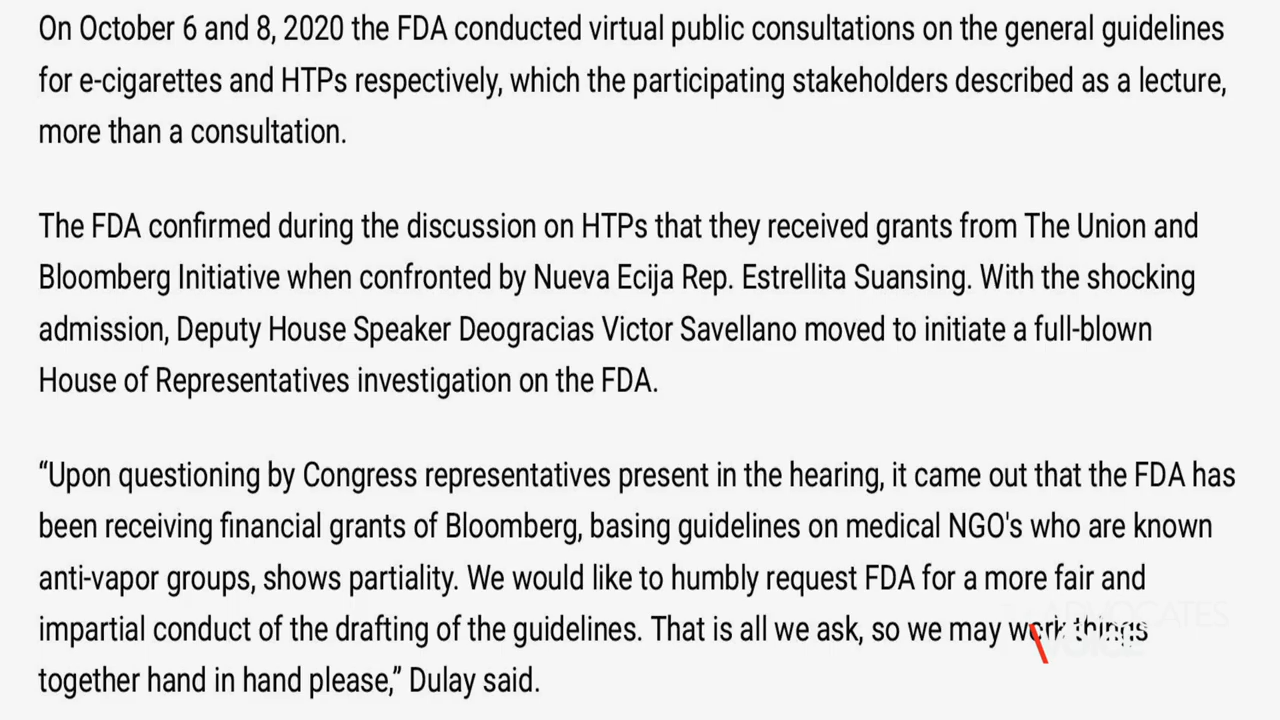 On October 6 and 8, 2020 the FDA conducted virtual public consultations on the general guidelines
for e-cigarettes and HTPs respectively, which the participating stakeholders described as a lecture,
more than a consultation.
The FDA confirmed during the discussion on HTPs that they received grants from The Union and
Bloomberg Initiative when confronted by Nueva Ecija Rep. Estrellita Suansing. With the shocking
admission, Deputy House Speaker Deogracias Victor Savellano moved to initiate a full-blown
House of Representatives investigation on the FDA.
“Upon questioning by Congress representatives present in the hearing, it came out that the FDA has
been receiving financial grants of Bloomberg, basing guidelines on medical NGO's who are known
anti-vapor groups, shows partiality. We would like to humbly request FDA for a more fair and
impartial conduct of the drafting of the guidelines. That is all we ask, so we may work things
together hand in hand please,” Dulay said.
ADVOCATES
VOICE